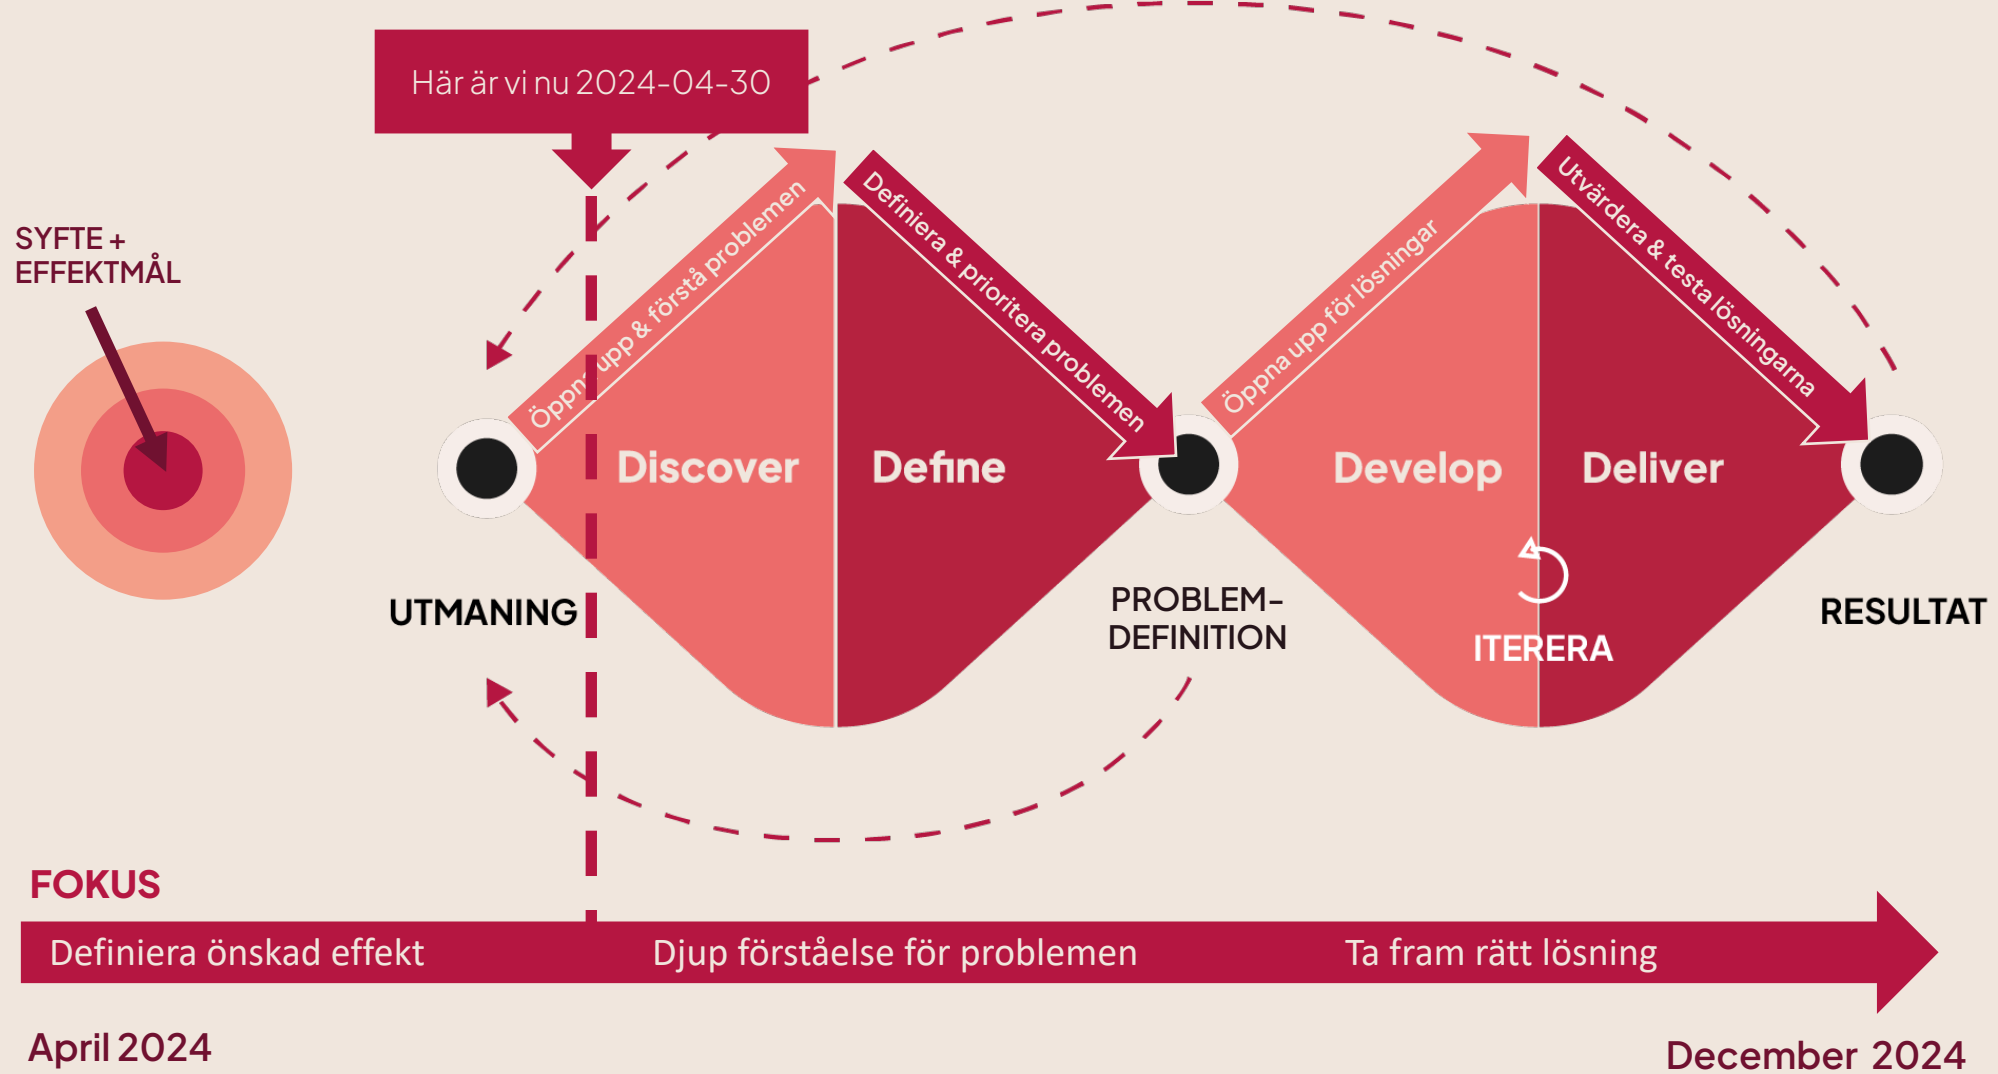 Här är vi nu 2024-04-30
SYFTE +
EFFEKTMÅL
Öppna upp & förstå problemen
Definiera & prioritera problemen
Öppna upp för lösningar
Utvärdera & testa lösningarna
Discover
Define
Develop
Deliver
UTMANING
PROBLEM-
DEFINITION
ITERERA
RESULTAT
FOKUS
Definiera önskad effekt
Djup förståelse för problemen
Ta fram rätt lösning
April 2024
December 2024